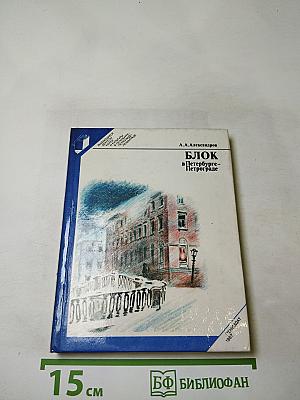 А.А.Александров
БЛОК
в Петербурге-
Петрограде
15 см
БФ БИБЛИОФАН